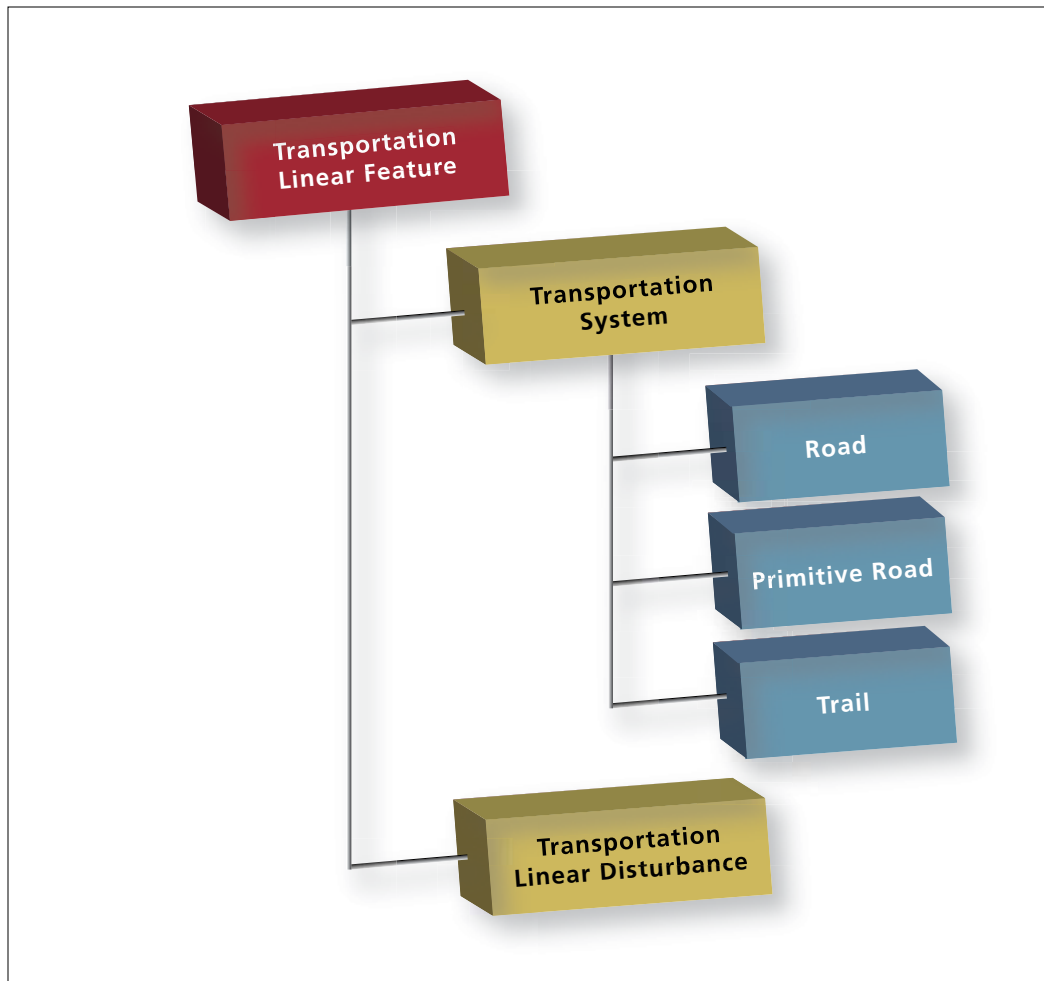 Transportation
Linear Feature
Transportation
System
Road
Primitive Road
Trail
Transportation
Linear Disturbance